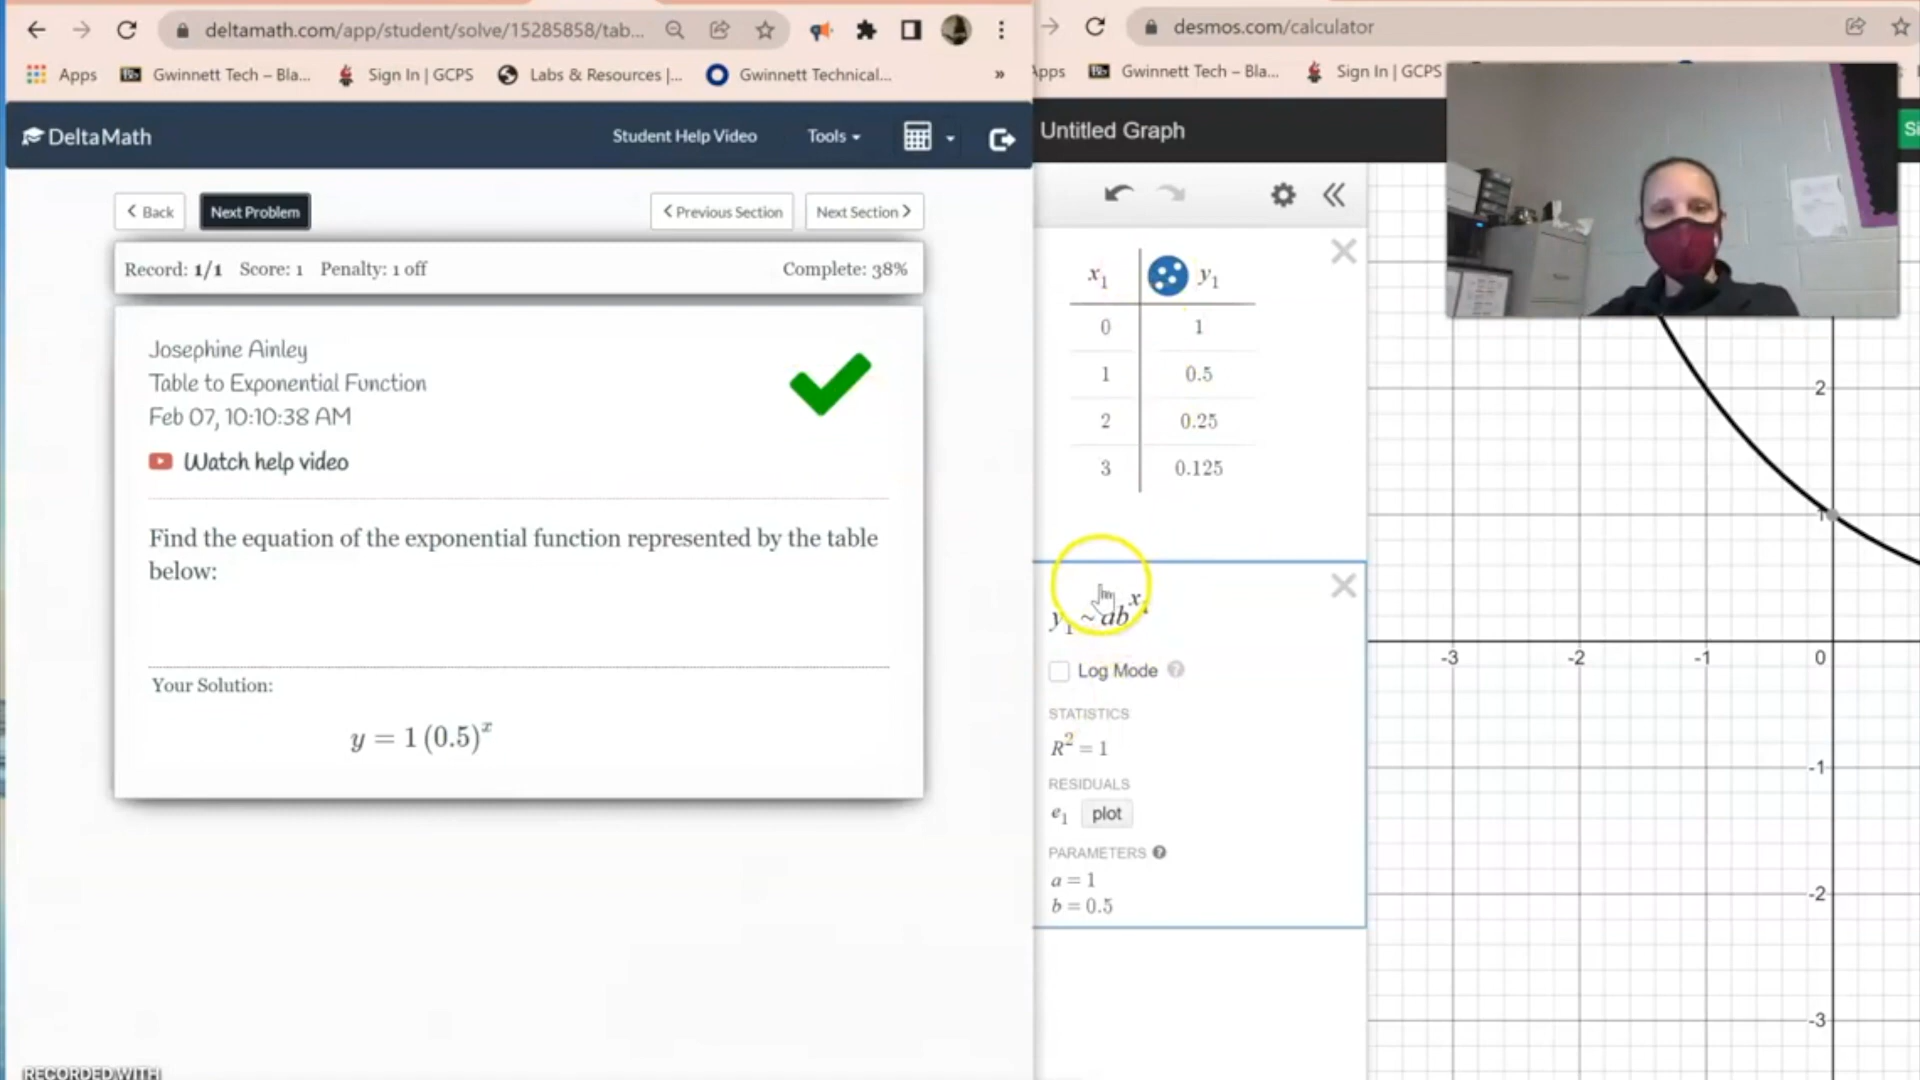 deltamath.com/app/student/solve/15285858/tab...
Apps
Bb
Gwinnett Tech – Bla...
Sign In | GCPS
Labs & Resources |...
Gwinnett Technical...
»
DeltaMath
Student Help Video
Tools
Back
Next Problem
Previous Section
Next Section
Record: 1/1 Score: 1 Penalty: 1 off
Complete: 38%
Josephine Ainley
Table to Exponential Function
Feb 07, 10:10:38 AM
Watch help video
Find the equation of the exponential function represented by the table
below:
Your Solution:
y = 1 (0.5)^x
RECORDED WITH
desmos.com/calculator
Apps
Bb
Gwinnett Tech – Bla...
Sign In | GCPS
Untitled Graph
Si
x₁ y₁
0 1
1 0.5
2 0.25
3 0.125
y₁ ~ ab^x₁
Log Mode ?
STATISTICS
R² = 1
RESIDUALS
e₁ plot
PARAMETERS ?
a = 1
b = 0.5
2
1
-3 -2 -1 0
-1
-2
-3